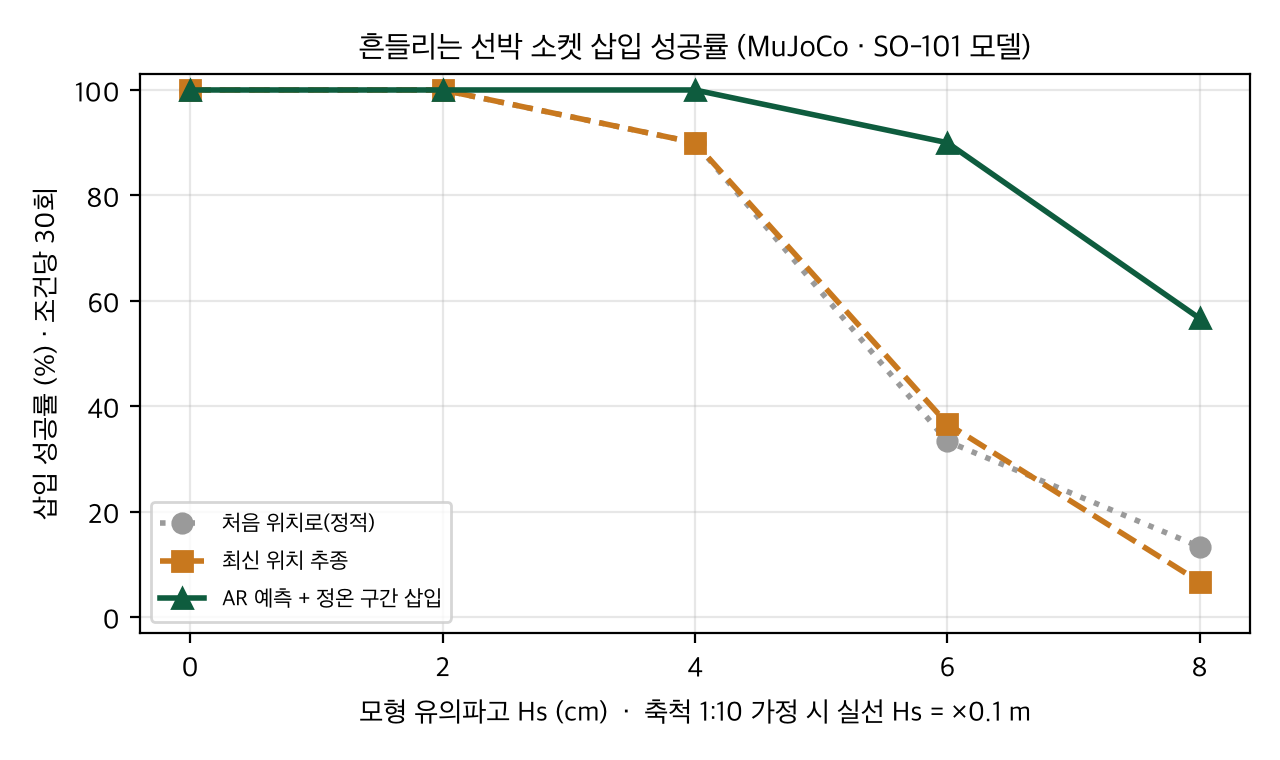 흔들리는 선박 소켓 삽입 성공률 (MuJoCo · SO-101 모델)
삽입 성공률 (%) · 조건당 30회
100
80
60
40
20
0
처음 위치로(정적)
최신 위치 추종
AR 예측 + 정온 구간 삽입
0 2 4 6 8
모형 유의파고 Hs (cm) · 축척 1:10 가정 시 실선 Hs = ×0.1 m